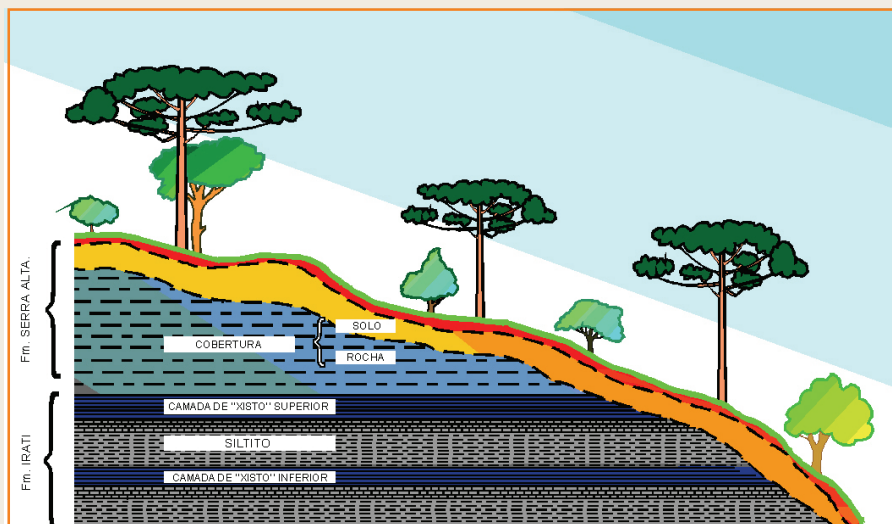 Fm. SERRA ALTA.
SOLO
COBERTURA
ROCHA
CAMADA DE "XISTO" SUPERIOR
SILTITO
Fm. IRATI
CAMADA DE "XISTO" INFERIOR